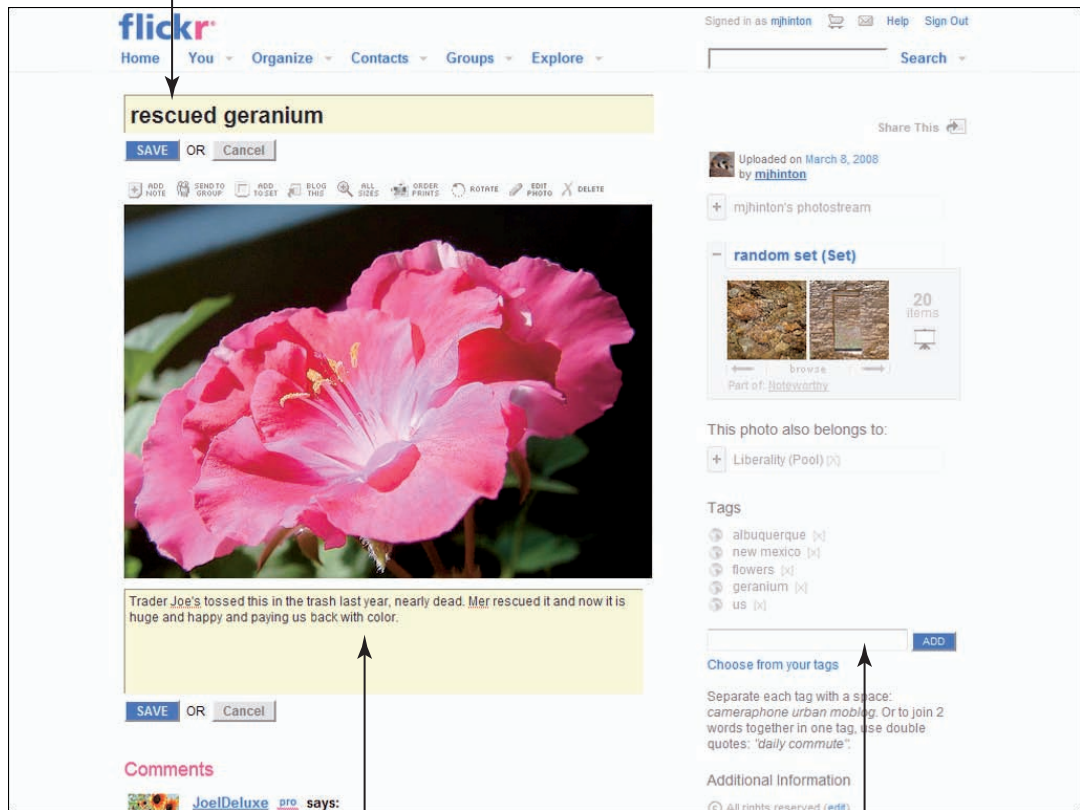 flickr
Signed in as mjhinton Help Sign Out
Home You Organize Contacts Groups Explore
Search
rescued geranium
SAVE OR Cancel
ADD NOTE SEND TO GROUP ADD TO SET BLOG THIS ALL SIZES ORDER PRINTS ROTATE EDIT PHOTO DELETE
Trader Joe's tossed this in the trash last year, nearly dead. Mer rescued it and now it is
huge and happy and paying us back with color.
SAVE OR Cancel
Comments
JoelDeluxe pro says:
Share This
Uploaded on March 8, 2008
by mjhinton
+ mjhinton's photostream
− random set (Set)
20
items
browse
Part of: Noteworthy
This photo also belongs to:
+ Liberality (Pool) [X]
Tags
albuquerque [x]
new mexico [x]
flowers [x]
geranium [x]
us [x]
ADD
Choose from your tags
Separate each tag with a space:
cameraphone urban moblog. Or to join 2
words together in one tag, use double
quotes: "daily commute".
Additional Information
© All rights reserved (edit)